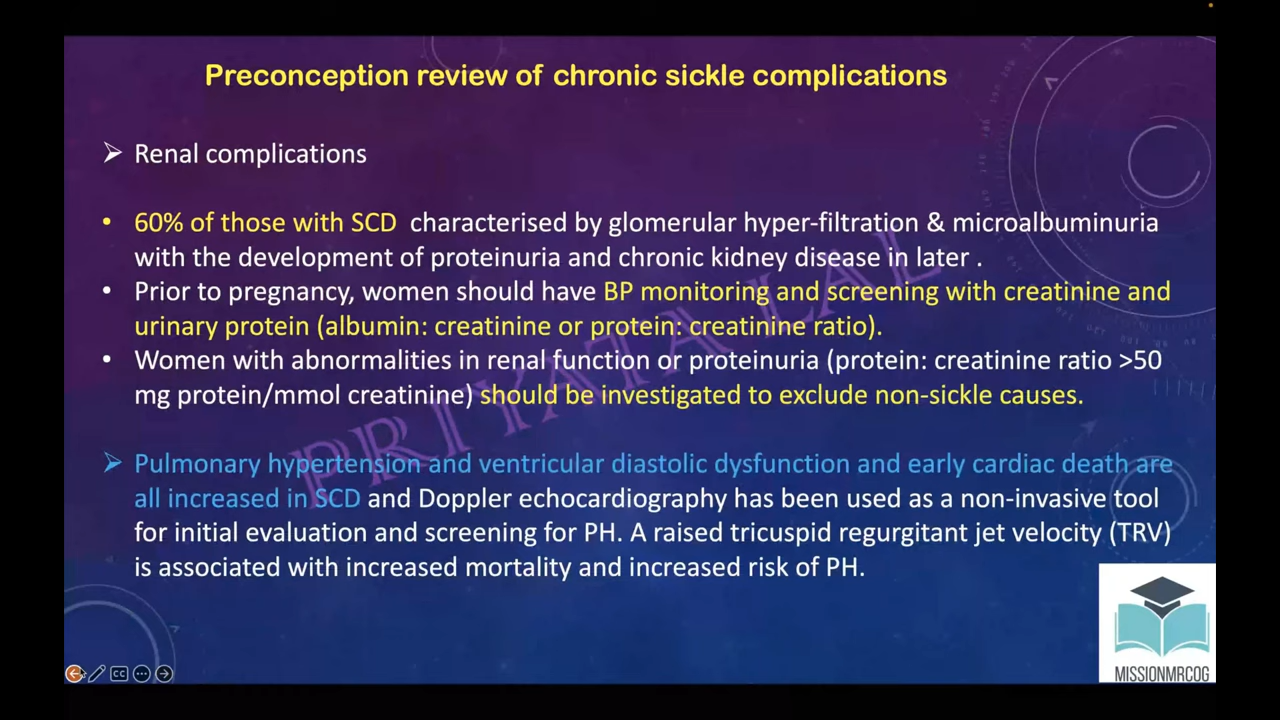 Preconception review of chronic sickle complications
➢ Renal complications
• 60% of those with SCD characterised by glomerular hyper-filtration & microalbuminuria
with the development of proteinuria and chronic kidney disease in later .
• Prior to pregnancy, women should have BP monitoring and screening with creatinine and
urinary protein (albumin: creatinine or protein: creatinine ratio).
• Women with abnormalities in renal function or proteinuria (protein: creatinine ratio >50
mg protein/mmol creatinine) should be investigated to exclude non-sickle causes.
➢ Pulmonary hypertension and ventricular diastolic dysfunction and early cardiac death are
all increased in SCD and Doppler echocardiography has been used as a non-invasive tool
for initial evaluation and screening for PH. A raised tricuspid regurgitant jet velocity (TRV)
is associated with increased mortality and increased risk of PH.
PRIYATA LAL
CC
MISSIONMRCOG